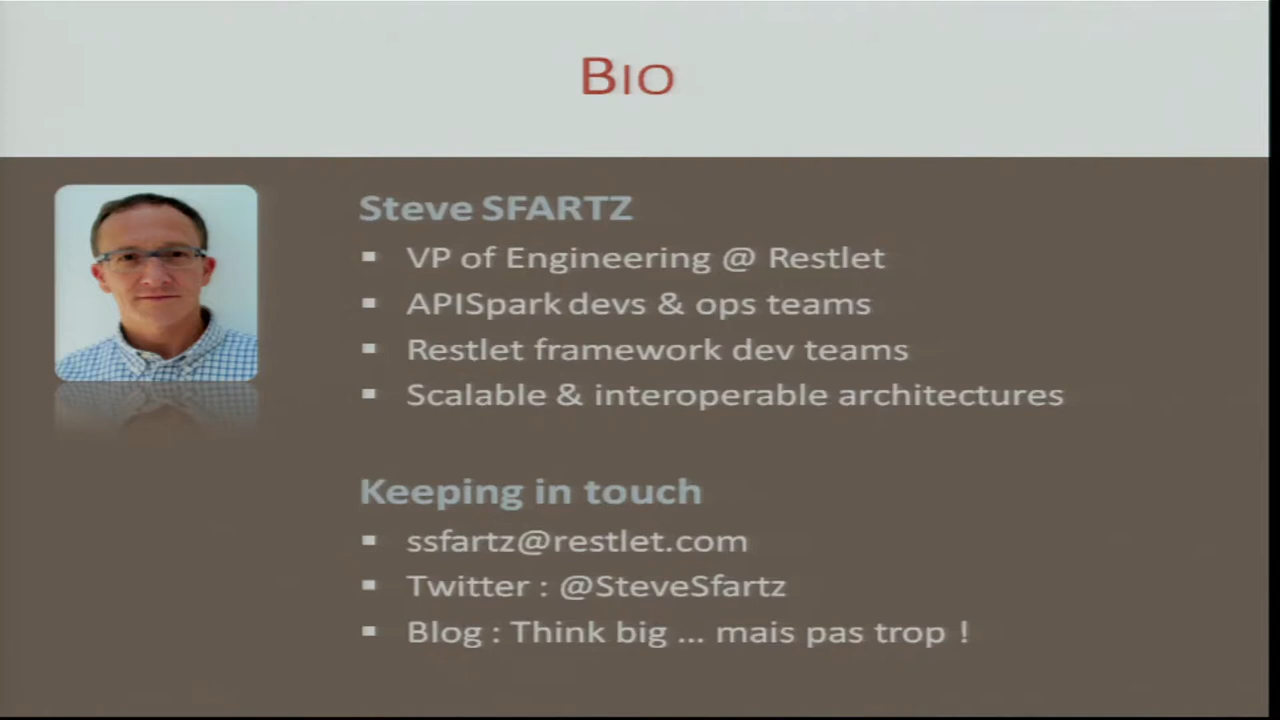 BIO
Steve SFARTZ
▪ VP of Engineering @ Restlet
▪ APISpark devs & ops teams
▪ Restlet framework dev teams
▪ Scalable & interoperable architectures
Keeping in touch
▪ ssfartz@restlet.com
▪ Twitter : @SteveSfartz
▪ Blog : Think big ... mais pas trop !